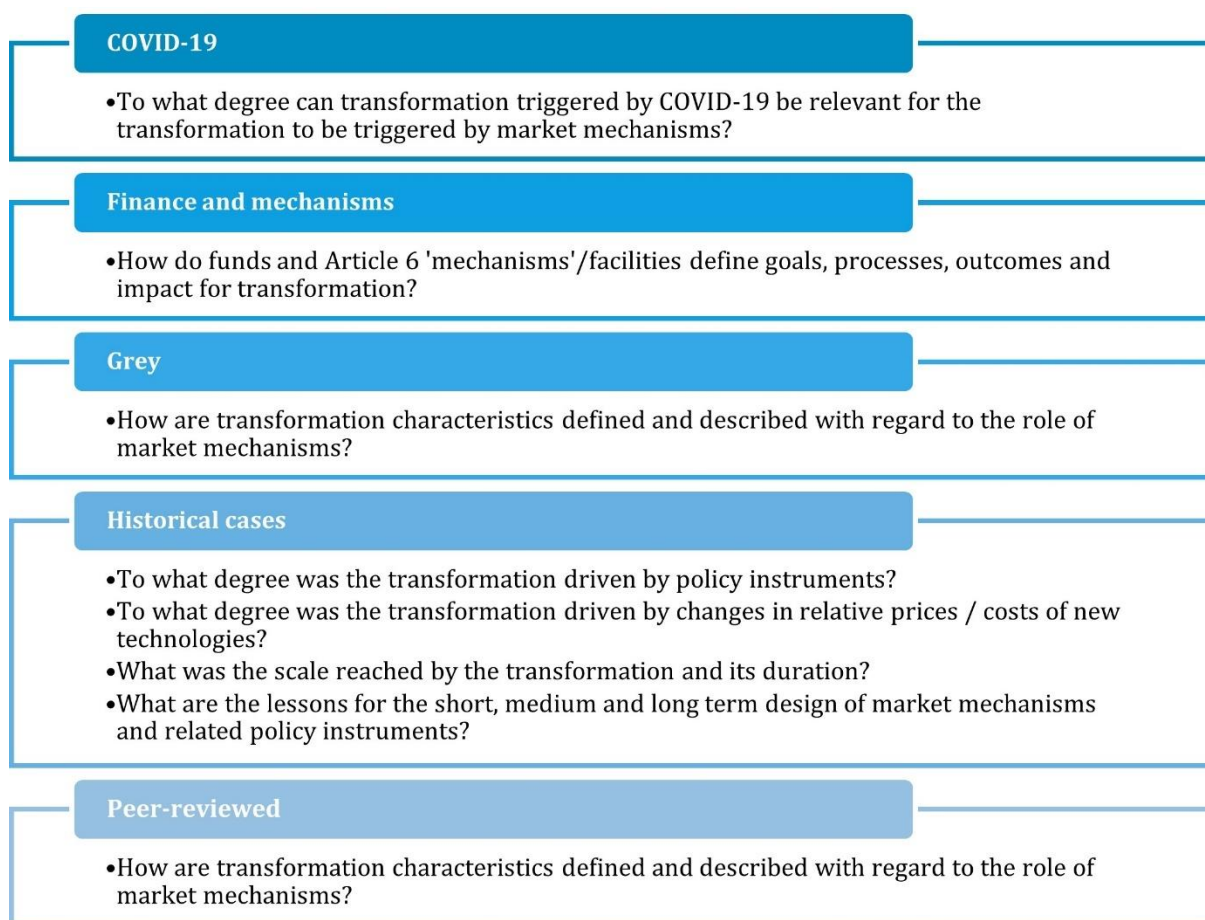 COVID-19
•To what degree can transformation triggered by COVID-19 be relevant for the
transformation to be triggered by market mechanisms?
Finance and mechanisms
•How do funds and Article 6 'mechanisms'/facilities define goals, processes, outcomes and
impact for transformation?
Grey
•How are transformation characteristics defined and described with regard to the role of
market mechanisms?
Historical cases
•To what degree was the transformation driven by policy instruments?
•To what degree was the transformation driven by changes in relative prices / costs of new
technologies?
•What was the scale reached by the transformation and its duration?
•What are the lessons for the short, medium and long term design of market mechanisms
and related policy instruments?
Peer-reviewed
•How are transformation characteristics defined and described with regard to the role of
market mechanisms?